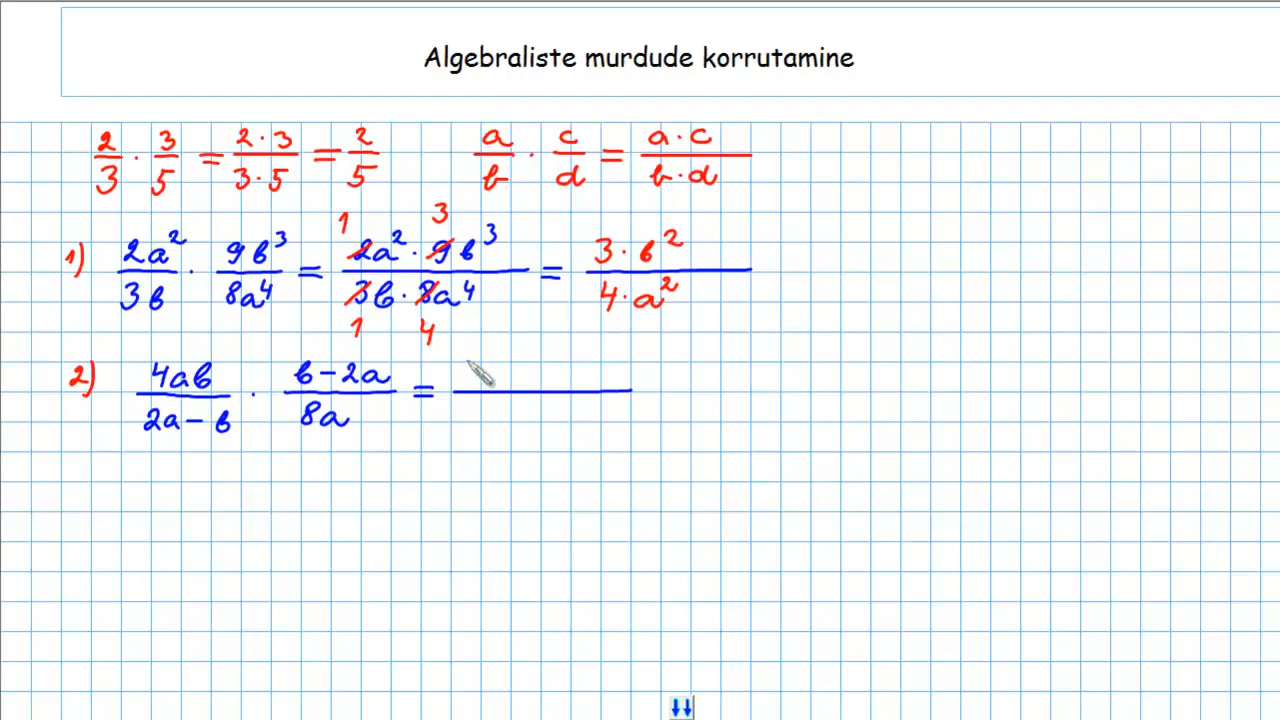 Algebraliste murdude korrutamine
2/3 · 3/5 = 2·3/3·5 = 2/5 a/b · c/d = a·c/b·d
1) 2a²/3b · 9b³/8a⁴ = 2a²·9b³/3b·8a⁴ = 3·b²/4·a²
1 3
1 4
2) 4ab/2a−b · b−2a/8a =